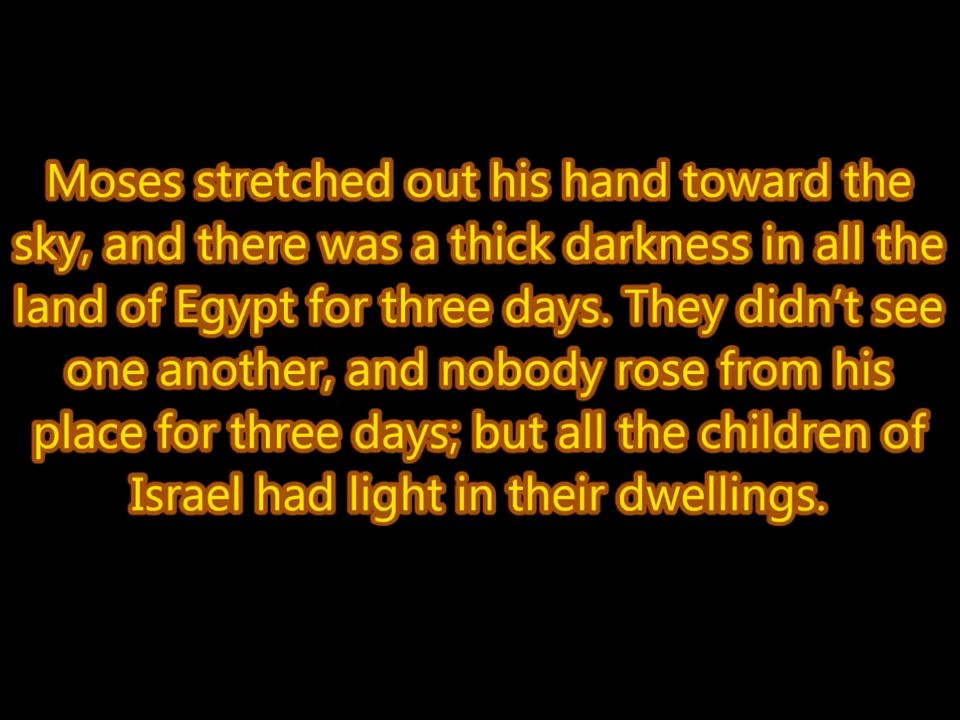 Moses stretched out his hand toward the
sky, and there was a thick darkness in all the
land of Egypt for three days. They didn’t see
one another, and nobody rose from his
place for three days; but all the children of
Israel had light in their dwellings.